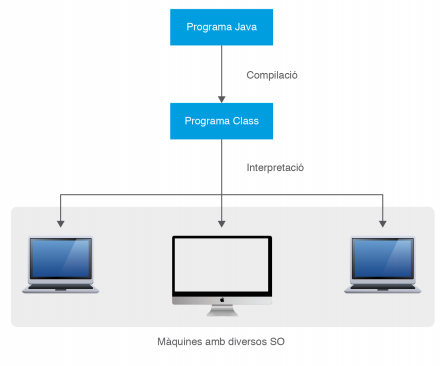 Programa Java
Compilació
Programa Class
Interpretació
Màquines amb diversos SO